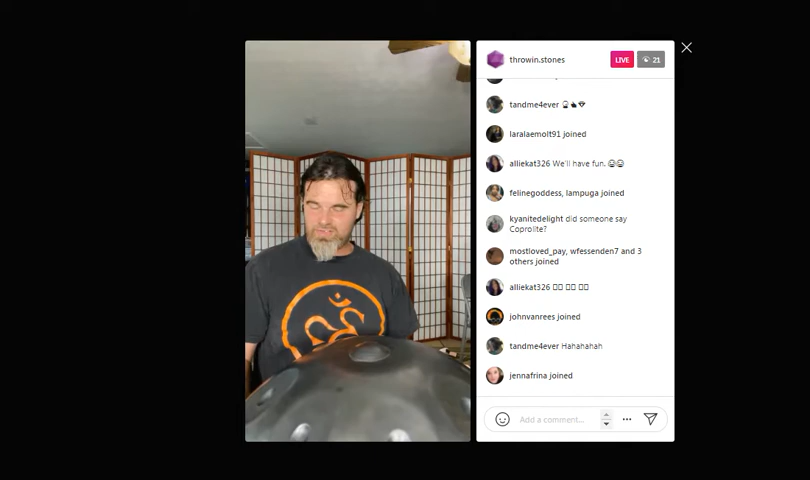 throwin.stones
LIVE
21
tandme4ever
laralaemolt91 joined
alliekat326 We'll have fun.
felinegoddess, lampuga joined
kyanitedelight did someone say
Coprolite?
mostloved_pay, wfessenden7 and 3
others joined
alliekat326
johnvanrees joined
tandme4ever Hahahahah
jennafrina joined
Add a comment...